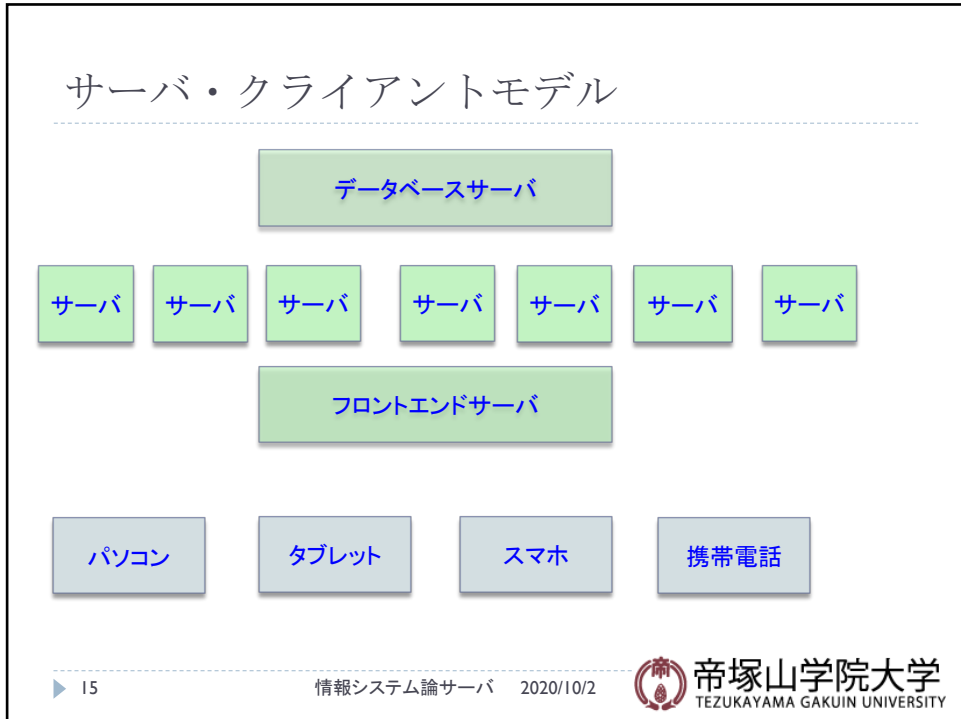 サーバ・クライアントモデル
データベースサーバ
サーバ サーバ サーバ サーバ サーバ サーバ サーバ
フロントエンドサーバ
パソコン タブレット スマホ 携帯電話
15 情報システム論サーバ 2020/10/2
帝塚山学院大学
TEZUKAYAMA GAKUIN UNIVERSITY